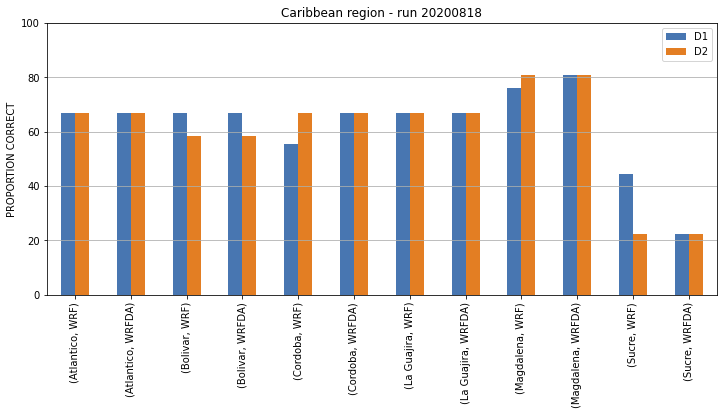 Caribbean region - run 20200818
D1
D2
PROPORTION CORRECT
100
80
60
40
20
0
(Atlantico, WRF)
(Atlantico, WRFDA)
(Bolivar, WRF)
(Bolivar, WRFDA)
(Cordoba, WRF)
(Cordoba, WRFDA)
(La Guajira, WRF)
(La Guajira, WRFDA)
(Magdalena, WRF)
(Magdalena, WRFDA)
(Sucre, WRF)
(Sucre, WRFDA)